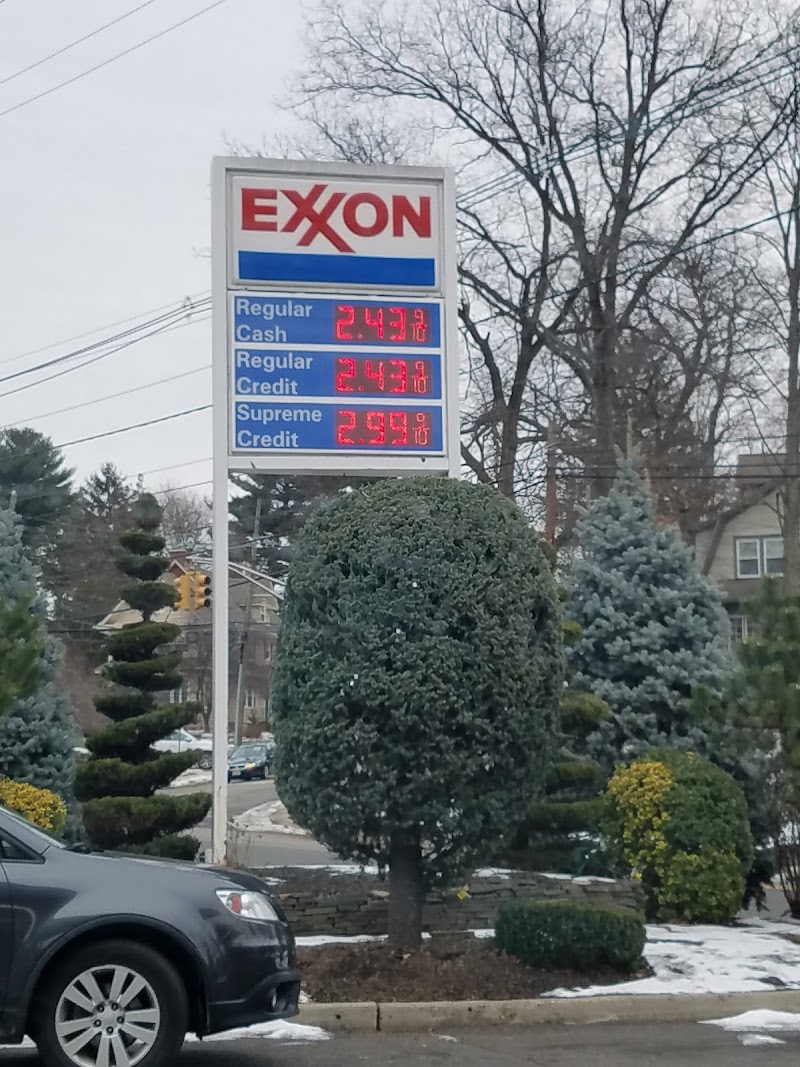 EXXON
Regular
Cash 2.43 9/10
Regular
Credit 2.43 9/10
Supreme
Credit 2.99 9/10